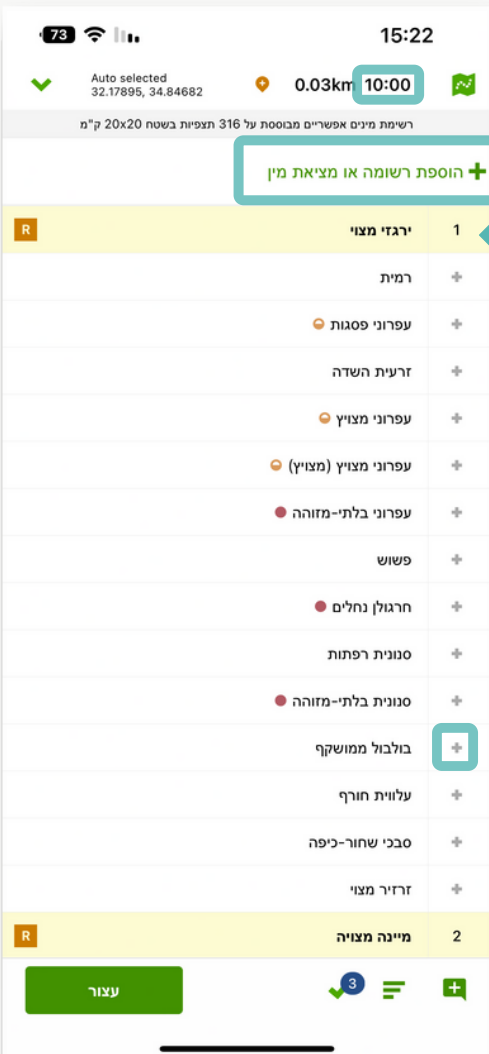 15:22 73
10:00 0.03km Auto selected
32.17895, 34.84682
רשימת מינים אפשריים מבוססת על 316 תצפיות בשטח 20x20 ק"מ
הוספת רשומה או מציאת מין
1 ירגזי מצוי R
רמית
עפרוני פסגות
זרעית השדה
עפרוני מצויץ
עפרוני מצויץ (מצויץ)
עפרוני בלתי-מזוהה
פשוש
חרגולן נחלים
סנונית רפתות
סנונית בלתי-מזוהה
בולבול ממושקף
עלווית חורף
סבכי שחור-כיפה
זרזיר מצוי
2 מיינה מצויה R
3
עצור